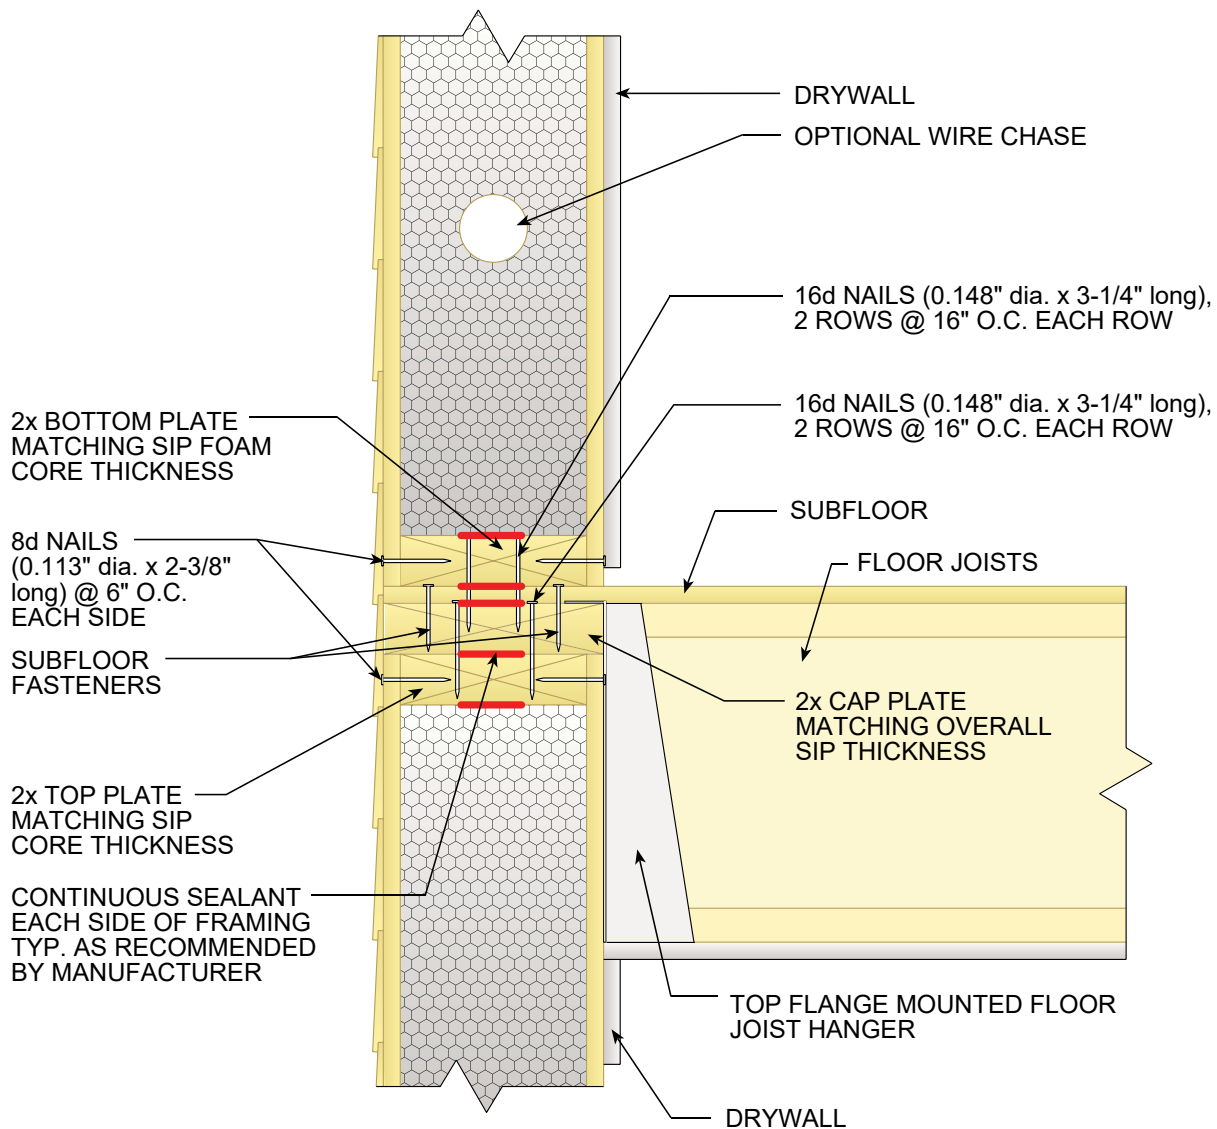 DRYWALL
OPTIONAL WIRE CHASE
16d NAILS (0.148" dia. x 3-1/4" long),
2 ROWS @ 16" O.C. EACH ROW
16d NAILS (0.148" dia. x 3-1/4" long),
2 ROWS @ 16" O.C. EACH ROW
2x BOTTOM PLATE
MATCHING SIP FOAM
CORE THICKNESS
SUBFLOOR
8d NAILS
(0.113" dia. x 2-3/8"
long) @ 6" O.C.
EACH SIDE
FLOOR JOISTS
SUBFLOOR
FASTENERS
2x CAP PLATE
MATCHING OVERALL
SIP THICKNESS
2x TOP PLATE
MATCHING SIP
CORE THICKNESS
CONTINUOUS SEALANT
EACH SIDE OF FRAMING
TYP. AS RECOMMENDED
BY MANUFACTURER
TOP FLANGE MOUNTED FLOOR
JOIST HANGER
DRYWALL